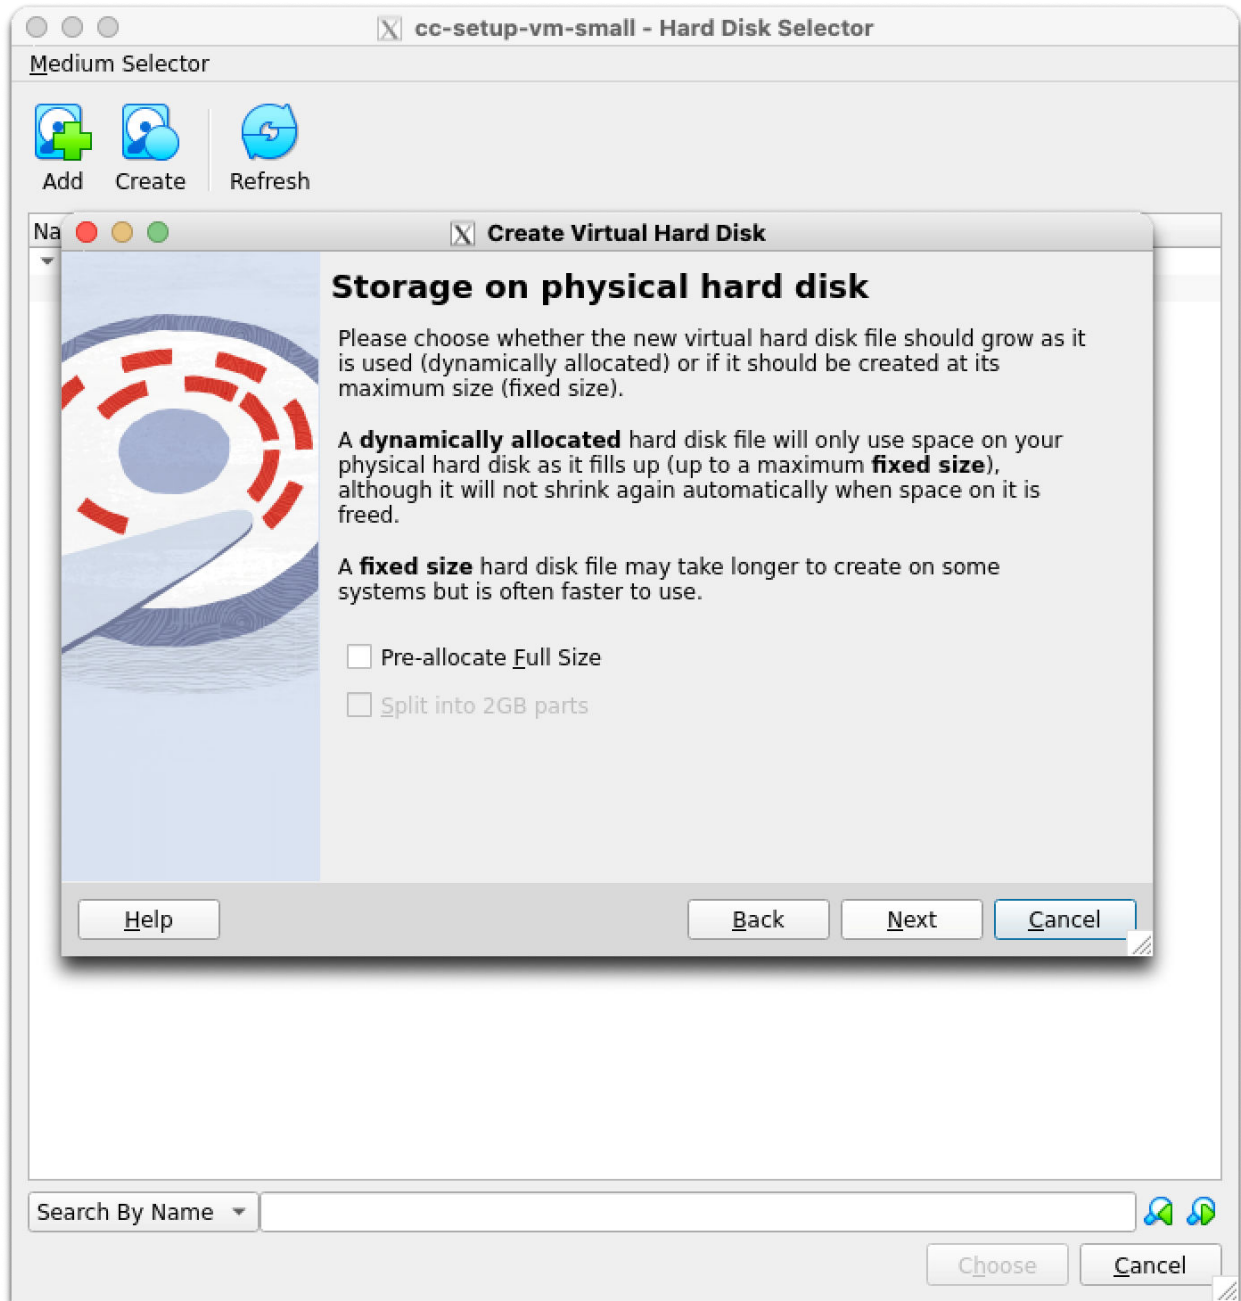 cc-setup-vm-small - Hard Disk Selector
Medium Selector
Add
Create
Refresh
Na
Create Virtual Hard Disk
Storage on physical hard disk
Please choose whether the new virtual hard disk file should grow as it
is used (dynamically allocated) or if it should be created at its
maximum size (fixed size).
A dynamically allocated hard disk file will only use space on your
physical hard disk as it fills up (up to a maximum fixed size),
although it will not shrink again automatically when space on it is
freed.
A fixed size hard disk file may take longer to create on some
systems but is often faster to use.
Pre-allocate Full Size
Split into 2GB parts
Help
Back
Next
Cancel
Search By Name
Choose
Cancel